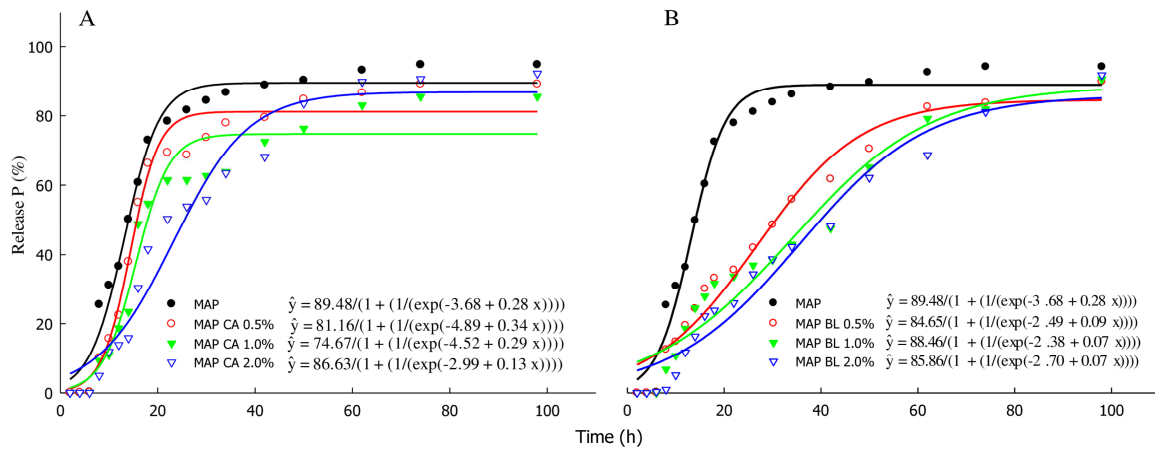 A
B
Release P (%)
100
80
60
40
20
0
MAP ŷ = 89.48/(1 + (1/(exp(-3.68 + 0.28 x))))
MAP CA 0.5% ŷ = 81.16/(1 + (1/(exp(-4.89 + 0.34 x))))
MAP CA 1.0% ŷ = 74.67/(1 + (1/(exp(-4.52 + 0.29 x))))
MAP CA 2.0% ŷ = 86.63/(1 + (1/(exp(-2.99 + 0.13 x))))
0 20 40 60 80 100
MAP ŷ = 89.48/(1 + (1/(exp(-3 .68 + 0.28 x))))
MAP BL 0.5% ŷ = 84.65/(1 + (1/(exp(-2 .49 + 0.09 x))))
MAP BL 1.0% ŷ = 88.46/(1 + (1/(exp(-2 .38 + 0.07 x))))
MAP BL 2.0% ŷ = 85.86/(1 + (1/(exp(-2 .70 + 0.07 x))))
0 20 40 60 80 100
Time (h)